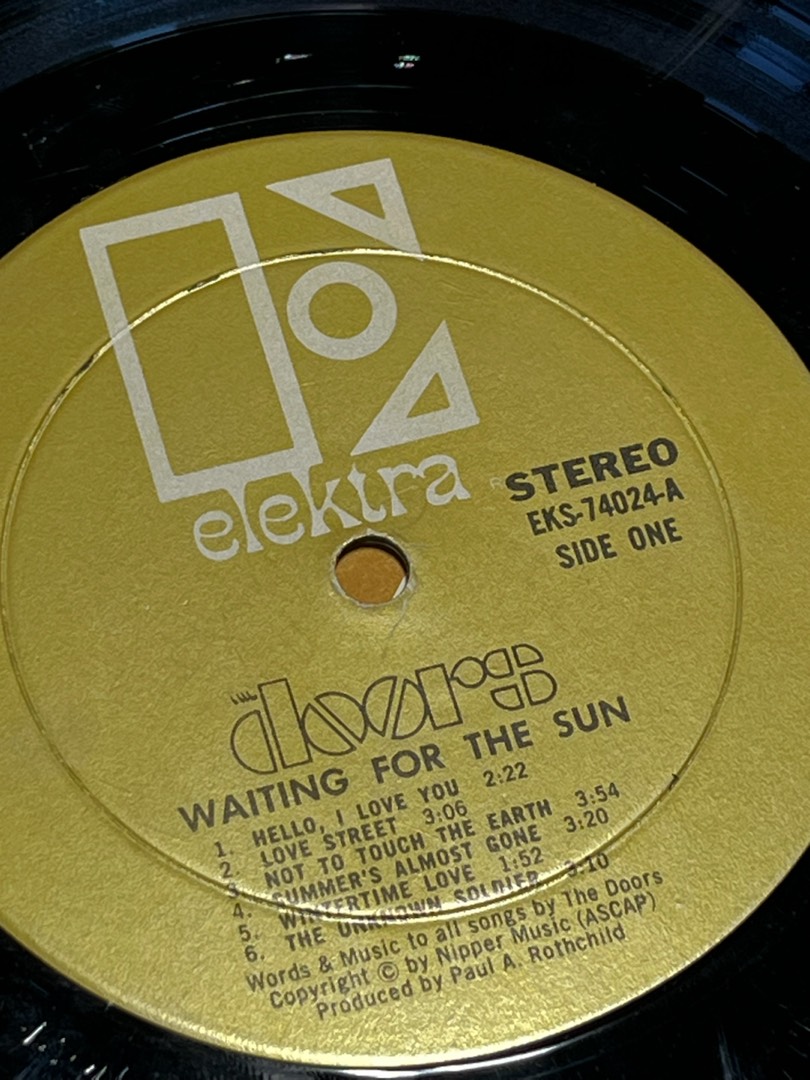 elektra
R
STEREO
EKS-74024-A
SIDE ONE
THE doors
WAITING FOR THE SUN
1. HELLO, I LOVE YOU 2:22
2. LOVE STREET 3:06
3. NOT TO TOUCH THE EARTH 3:54
4. SUMMER'S ALMOST GONE 3:20
5. WINTERTIME LOVE 1:52
6. THE UNKNOWN SOLDIER 3:10
Words & Music to all songs by The Doors
Copyright © by Nipper Music (ASCAP)
Produced by Paul A. Rothchild